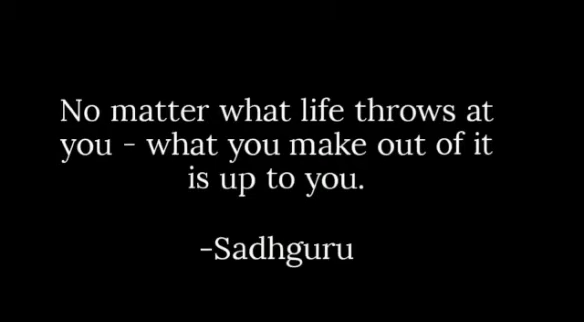 No matter what life throws at
you - what you make out of it
is up to you.
-Sadhguru